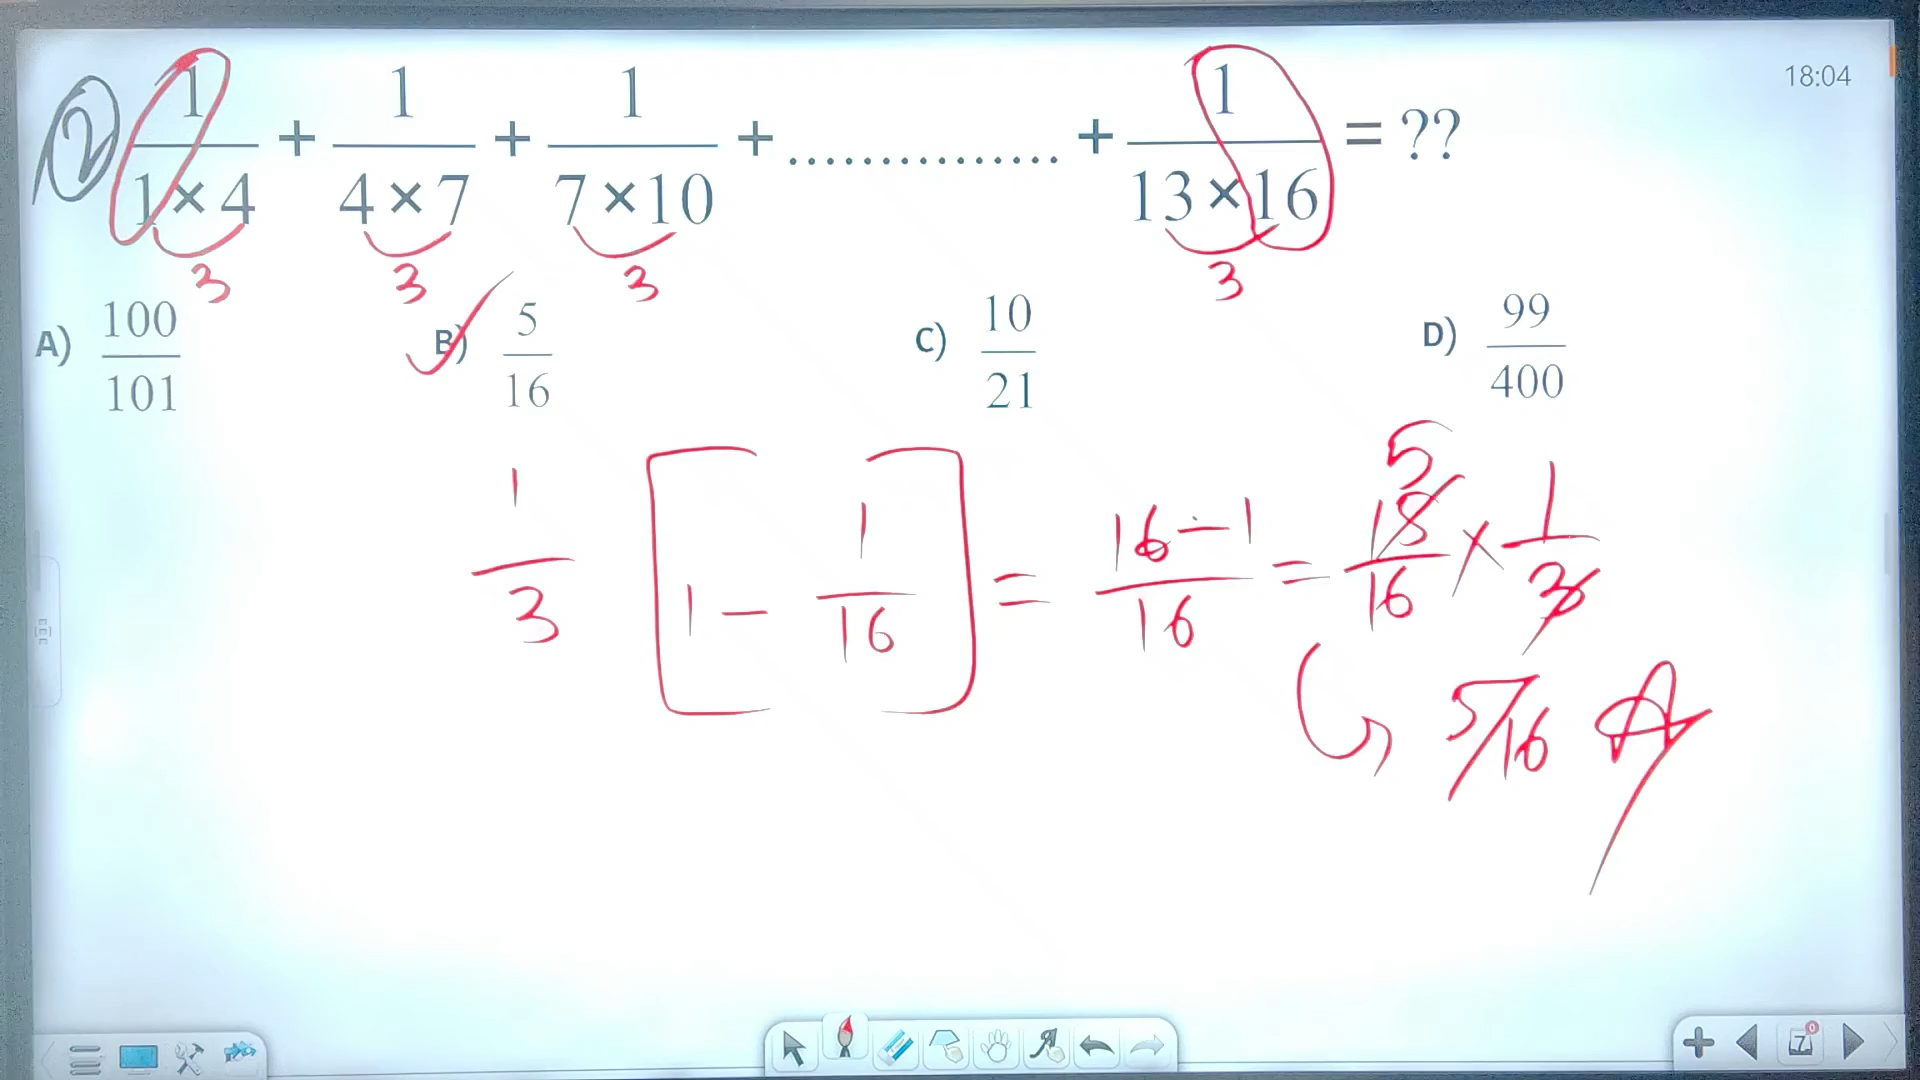 18:04
② 1/(1×4) + 1/(4×7) + 1/(7×10) + ............... + 1/(13×16) = ??
3 3 3 3
A) 100/101 B) 5/16 C) 10/21 D) 99/400
1/3 [1 - 1/16] = (16-1)/16 = 15/16 × 1/3
5
5/16 A
7
0